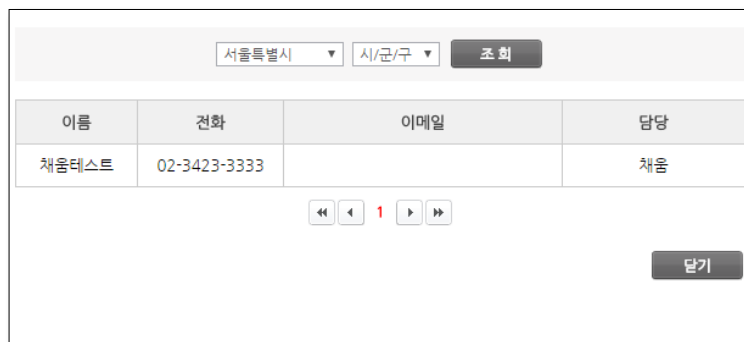 서울특별시 시/군/구 조회
이름 전화 이메일 담당
채움테스트 02-3423-3333 채움
1
닫기